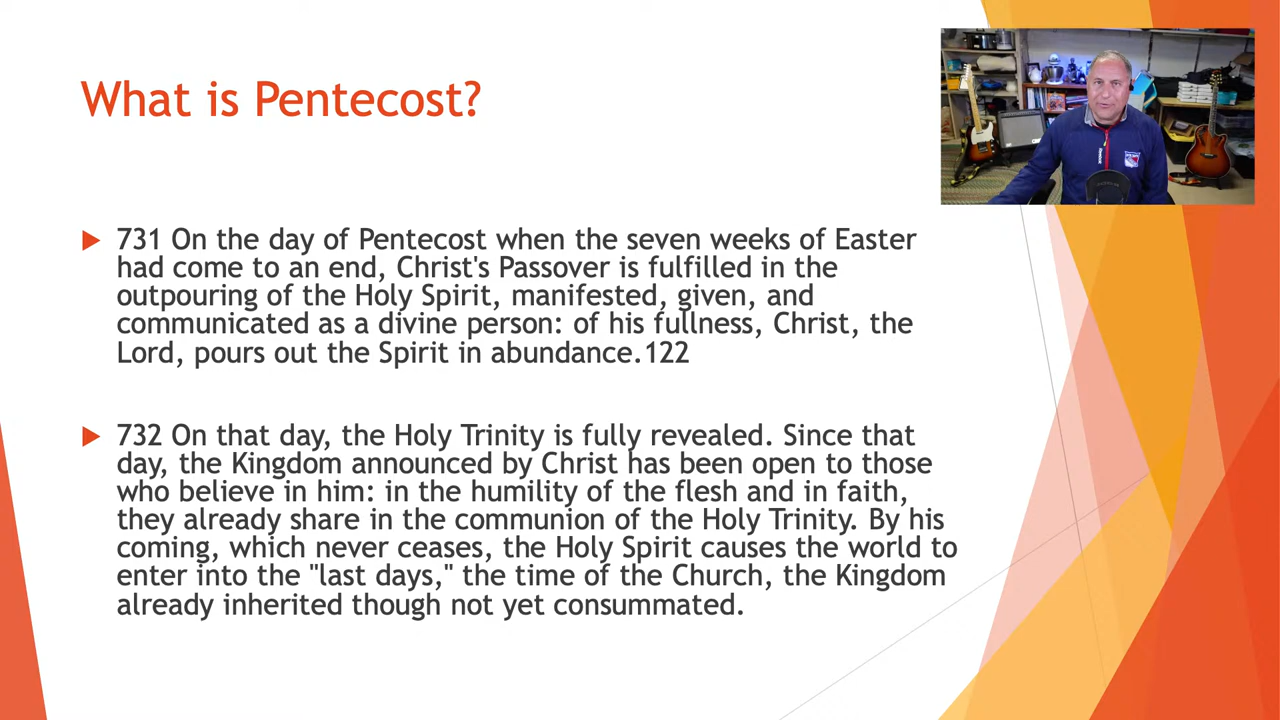 What is Pentecost?
731 On the day of Pentecost when the seven weeks of Easter
had come to an end, Christ's Passover is fulfilled in the
outpouring of the Holy Spirit, manifested, given, and
communicated as a divine person: of his fullness, Christ, the
Lord, pours out the Spirit in abundance.122
732 On that day, the Holy Trinity is fully revealed. Since that
day, the Kingdom announced by Christ has been open to those
who believe in him: in the humility of the flesh and in faith,
they already share in the communion of the Holy Trinity. By his
coming, which never ceases, the Holy Spirit causes the world to
enter into the "last days," the time of the Church, the Kingdom
already inherited though not yet consummated.